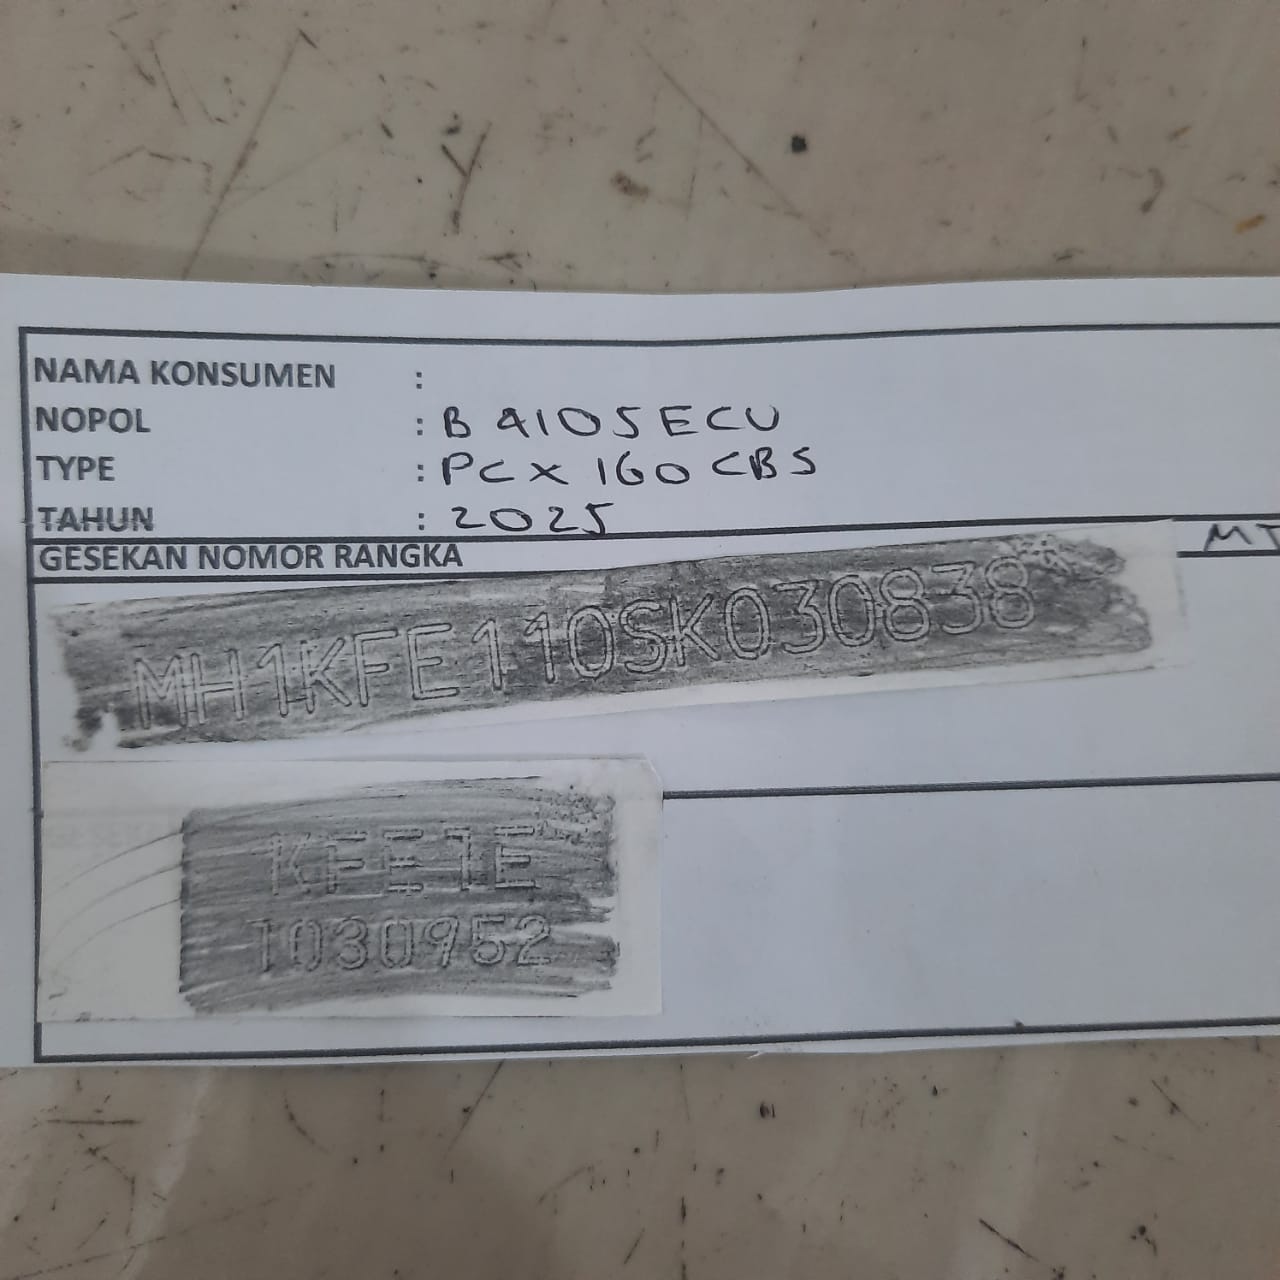 NAMA KONSUMEN :
NOPOL : B 4105 ECU
TYPE : PCX 160 CBS
TAHUN : 2025
GESEKAN NOMOR RANGKA
MH1KFE110SK030838
KFE1E
1030952